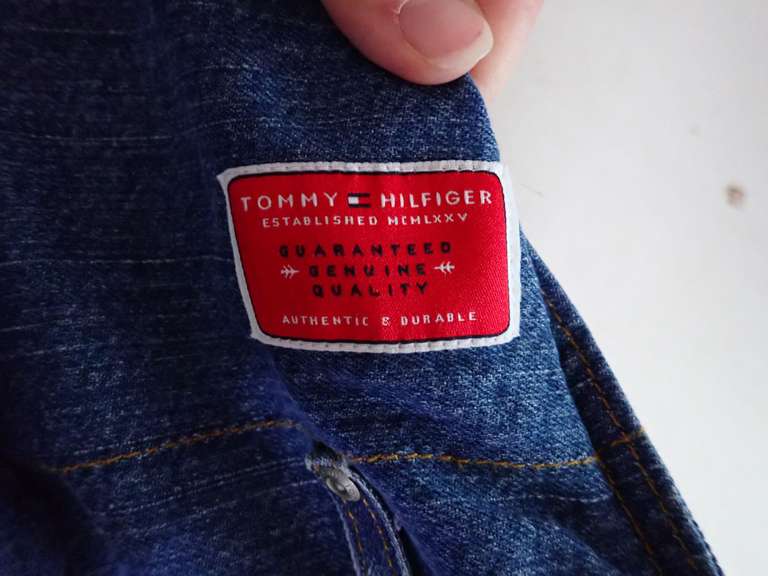 TOMMY HILFIGER
ESTABLISHED MCMLXXV
GUARANTEED
GENUINE
QUALITY
AUTHENTIC & DURABLE